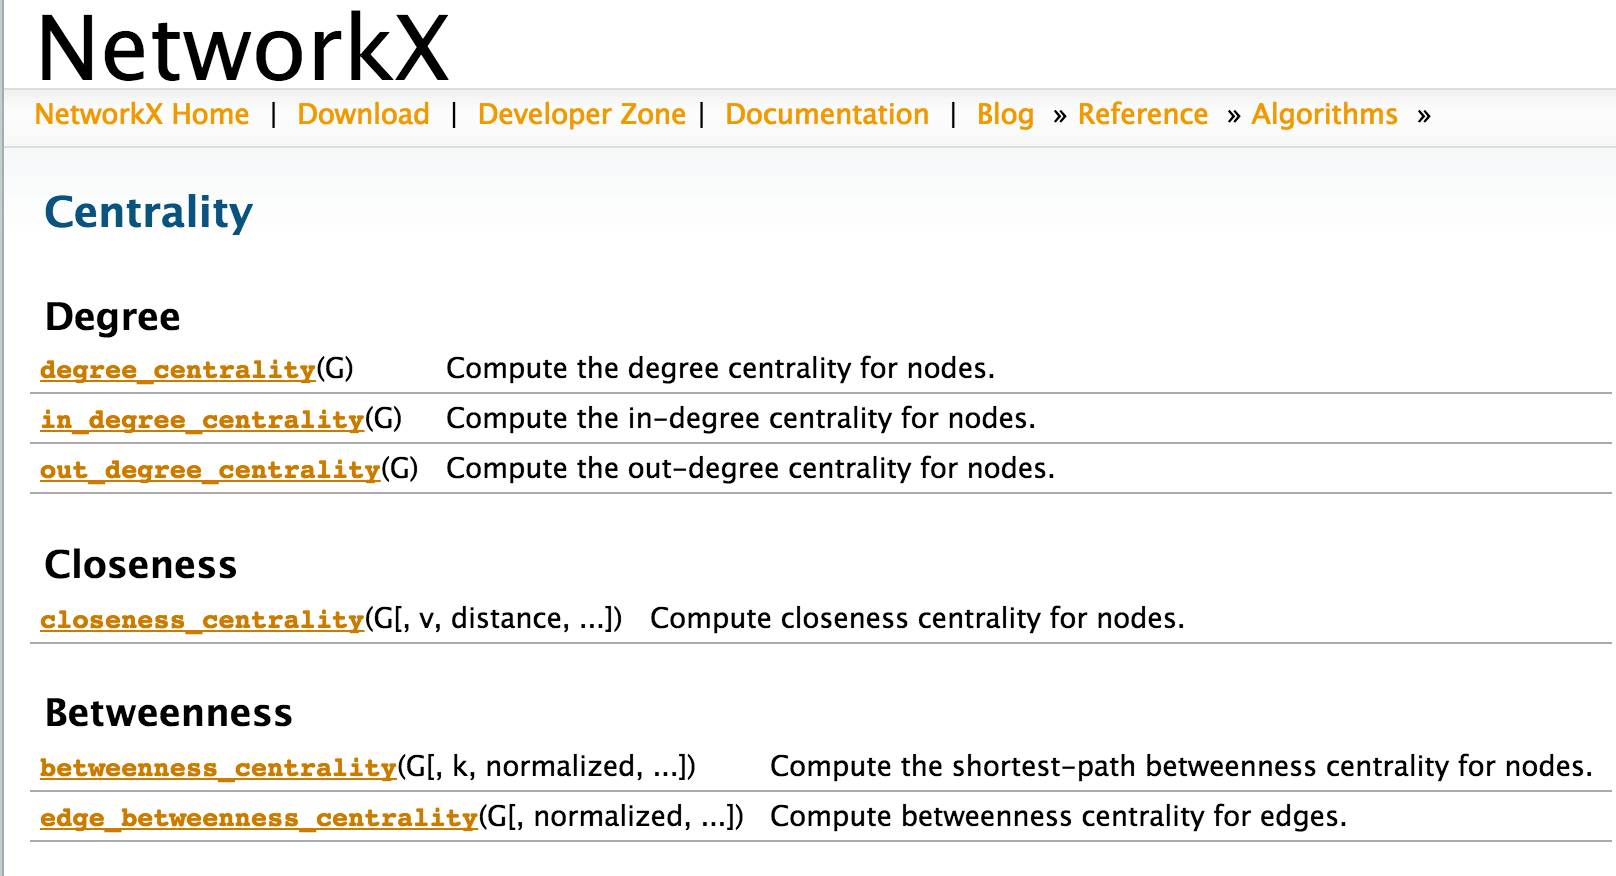 NetworkX
NetworkX Home | Download | Developer Zone | Documentation | Blog » Reference » Algorithms »
Centrality
Degree
degree_centrality(G) Compute the degree centrality for nodes.
in_degree_centrality(G) Compute the in-degree centrality for nodes.
out_degree_centrality(G) Compute the out-degree centrality for nodes.
Closeness
closeness_centrality(G[, v, distance, ...]) Compute closeness centrality for nodes.
Betweenness
betweenness_centrality(G[, k, normalized, ...]) Compute the shortest-path betweenness centrality for nodes.
edge_betweenness_centrality(G[, normalized, ...]) Compute betweenness centrality for edges.